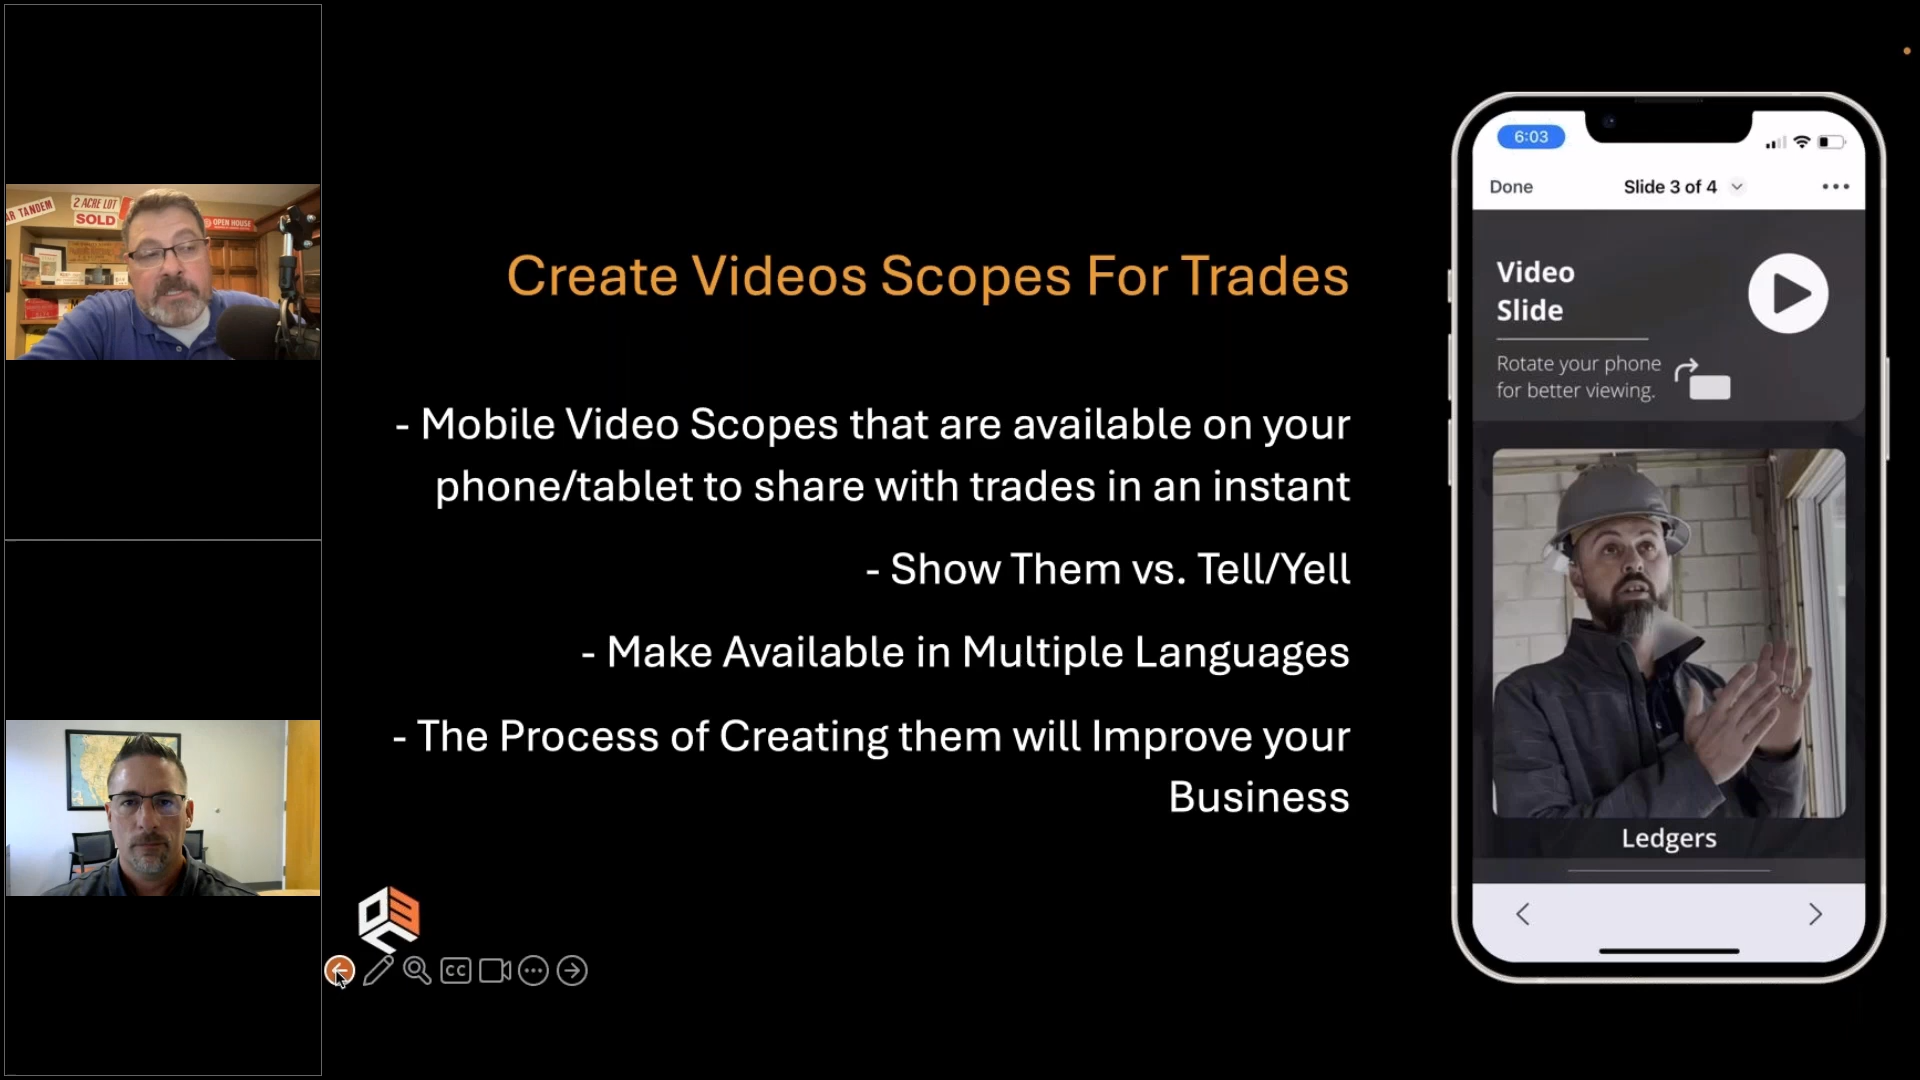 AR TANDEM
2 ACRE LOT
SOLD
OPEN HOUSE
Create Videos Scopes For Trades
- Mobile Video Scopes that are available on your
phone/tablet to share with trades in an instant
- Show Them vs. Tell/Yell
- Make Available in Multiple Languages
- The Process of Creating them will Improve your
Business
CC
6:03
Done
Slide 3 of 4
Video
Slide
Rotate your phone
for better viewing.
Ledgers